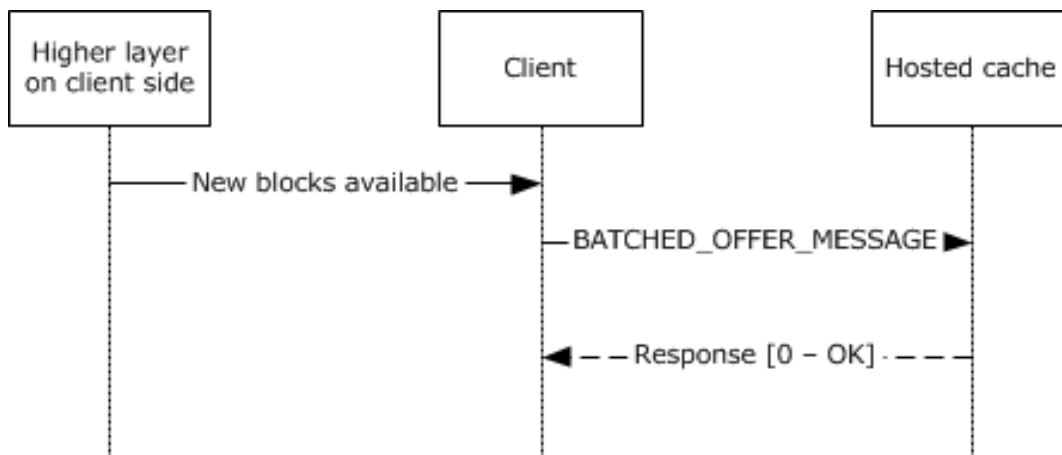 Higher layer
on client side
Client
Hosted cache
New blocks available
BATCHED_OFFER_MESSAGE
Response [0 – OK]